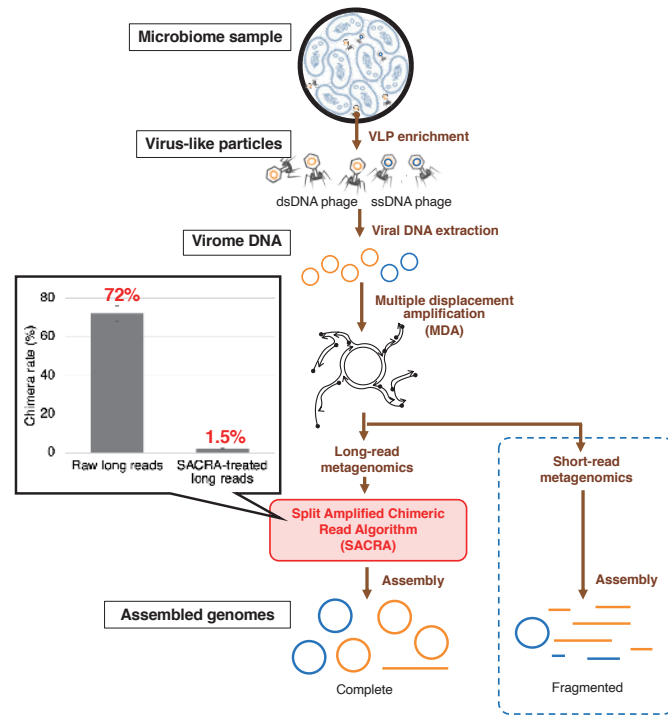 Microbiome sample
VLP enrichment
Virus-like particles
dsDNA phage
ssDNA phage
Viral DNA extraction
Virome DNA
Multiple displacement
amplification
(MDA)
80
60
40
20
0
Chimera rate (%)
72%
1.5%
Raw long reads
SACRA-treated
long reads
Long-read
metagenomics
Short-read
metagenomics
Split Amplified Chimeric
Read Algorithm
(SACRA)
Assembly
Assembly
Assembled genomes
Complete
Fragmented